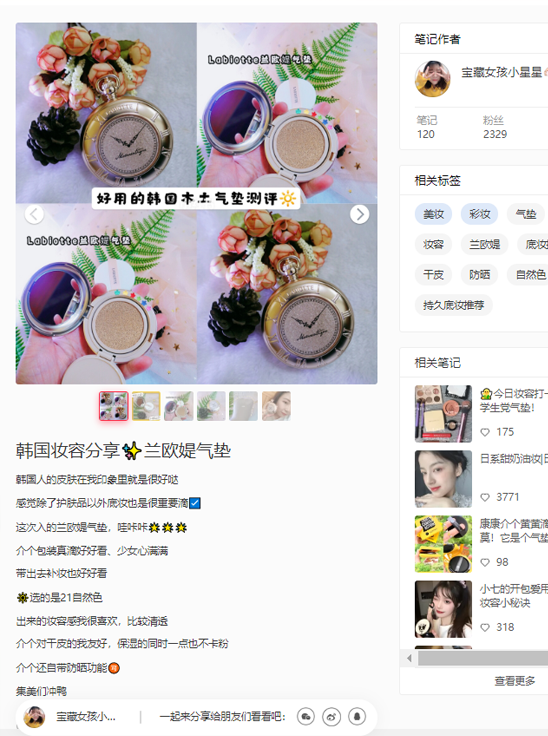 Lablotte兰欧媞气垫
好用的韩国本土气垫测评
Lablotte兰欧媞气垫
韩国妆容分享✨兰欧媞气垫
韩国人的皮肤在我印象里就是很好哒
感觉除了护肤品以外底妆也是很重要滴☑
这次入的兰欧媞气垫，哇咔咔
介个包装真滴好好看、少女心满满
带出去补妆也好好看
选的是21自然色
出来的妆容感我很喜欢，比较清透
介个对干皮的我友好，保湿的同时一点也不卡粉
介个还自带防晒功能🉑
集美们冲鸭
宝藏女孩小...
一起来分享给朋友们看看吧：
笔记作者
宝藏女孩小星星
笔记 粉丝
120 2329
相关标签
美妆 彩妆 气垫
妆容 兰欧媞 底妆
干皮 防晒 自然色
持久底妆推荐
相关笔记
今日妆容打一
学生党气垫！
175
日系甜奶油妆|日
3771
康康介个黄黄滴
莫！它是个气垫
98
小七的开包爱用
妆容小秘诀
318
查看更多